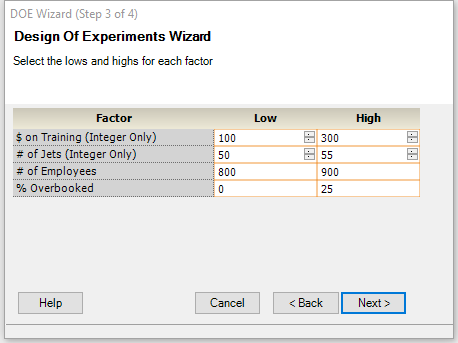 DOE Wizard (Step 3 of 4)
Design Of Experiments Wizard
Select the lows and highs for each factor
Factor Low High
$ on Training (Integer Only) 100 300
# of Jets (Integer Only) 50 55
# of Employees 800 900
% Overbooked 0 25
Help Cancel < Back Next >